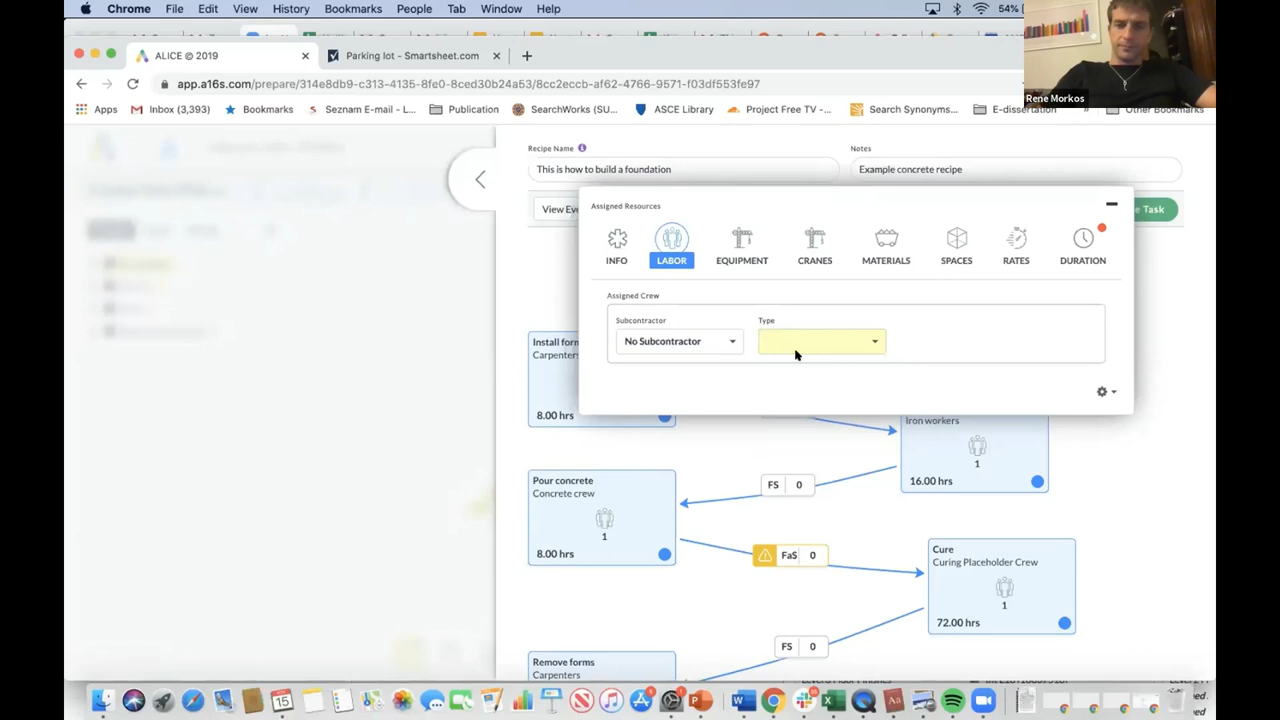 Chrome File Edit View History Bookmarks People Tab Window Help 54%
ALICE © 2019 Parking lot - Smartsheet.com
app.a16s.com/prepare/314e8db9-c313-4135-8fe0-8ced30b24a53/8cc2eccb-af62-4766-9571-f03df553fe97
Rene Morkos
Apps Inbox (3,393) Bookmarks Stanford E-mail - L... Publication SearchWorks (SU... ASCE Library Project Free TV -... Search Synonyms... E-dissertation » Other Bookmarks
Recipe Name Notes
This is how to build a foundation Example concrete recipe
View Eve
e Task
Assigned Resources
INFO LABOR EQUIPMENT CRANES MATERIALS SPACES RATES DURATION
Assigned Crew
Subcontractor Type
No Subcontractor
Install form
Carpenters
8.00 hrs
Iron workers
1
16.00 hrs
FS 0
Pour concrete
Concrete crew
1
8.00 hrs
FaS 0
Cure
Curing Placeholder Crew
1
72.00 hrs
FS 0
Remove forms
Carpenters
15